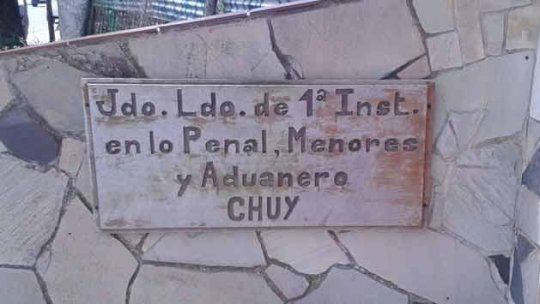 Jdo. Ldo. de 1ª Inst.
en lo Penal, Menores
y Aduanero
CHUY